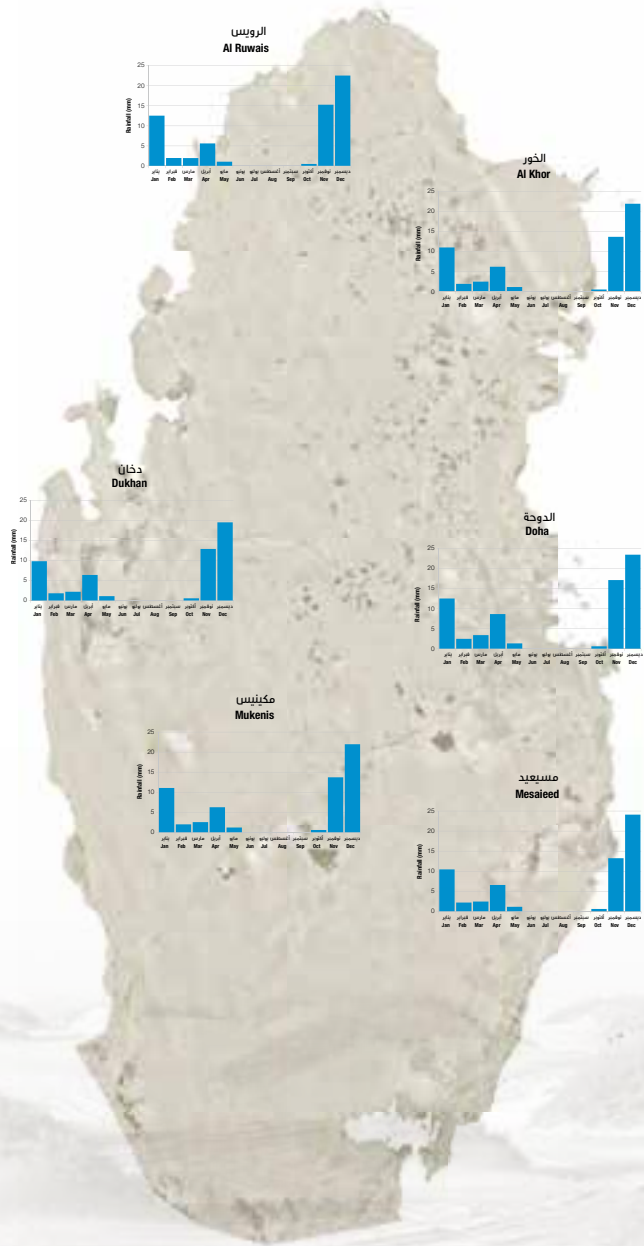 الرويس
Al Ruwais
Rainfall (mm)
25
20
15
10
5
0
يناير فبراير مارس أبريل مايو يونيو يوليو أغسطس سبتمبر أكتوبر نوفمبر ديسمبر
Jan Feb Mar Apr May Jun Jul Aug Sep Oct Nov Dec
الخور
Al Khor
Rainfall (mm)
25
20
15
10
5
0
يناير فبراير مارس أبريل مايو يونيو يوليو أغسطس سبتمبر أكتوبر نوفمبر ديسمبر
Jan Feb Mar Apr May Jun Jul Aug Sep Oct Nov Dec
دخان
Dukhan
Rainfall (mm)
25
20
15
10
5
0
يناير فبراير مارس أبريل مايو يونيو يوليو أغسطس سبتمبر أكتوبر نوفمبر ديسمبر
Jan Feb Mar Apr May Jun Jul Aug Sep Oct Nov Dec
الدوحة
Doha
Rainfall (mm)
25
20
15
10
5
0
يناير فبراير مارس أبريل مايو يونيو يوليو أغسطس سبتمبر أكتوبر نوفمبر ديسمبر
Jan Feb Mar Apr May Jun Jul Aug Sep Oct Nov Dec
مكينيس
Mukenis
Rainfall (mm)
25
20
15
10
5
0
يناير فبراير مارس أبريل مايو يونيو يوليو أغسطس سبتمبر أكتوبر نوفمبر ديسمبر
Jan Feb Mar Apr May Jun Jul Aug Sep Oct Nov Dec
مسيعيد
Mesaieed
Rainfall (mm)
25
20
15
10
5
0
يناير فبراير مارس أبريل مايو يونيو يوليو أغسطس سبتمبر أكتوبر نوفمبر ديسمبر
Jan Feb Mar Apr May Jun Jul Aug Sep Oct Nov Dec